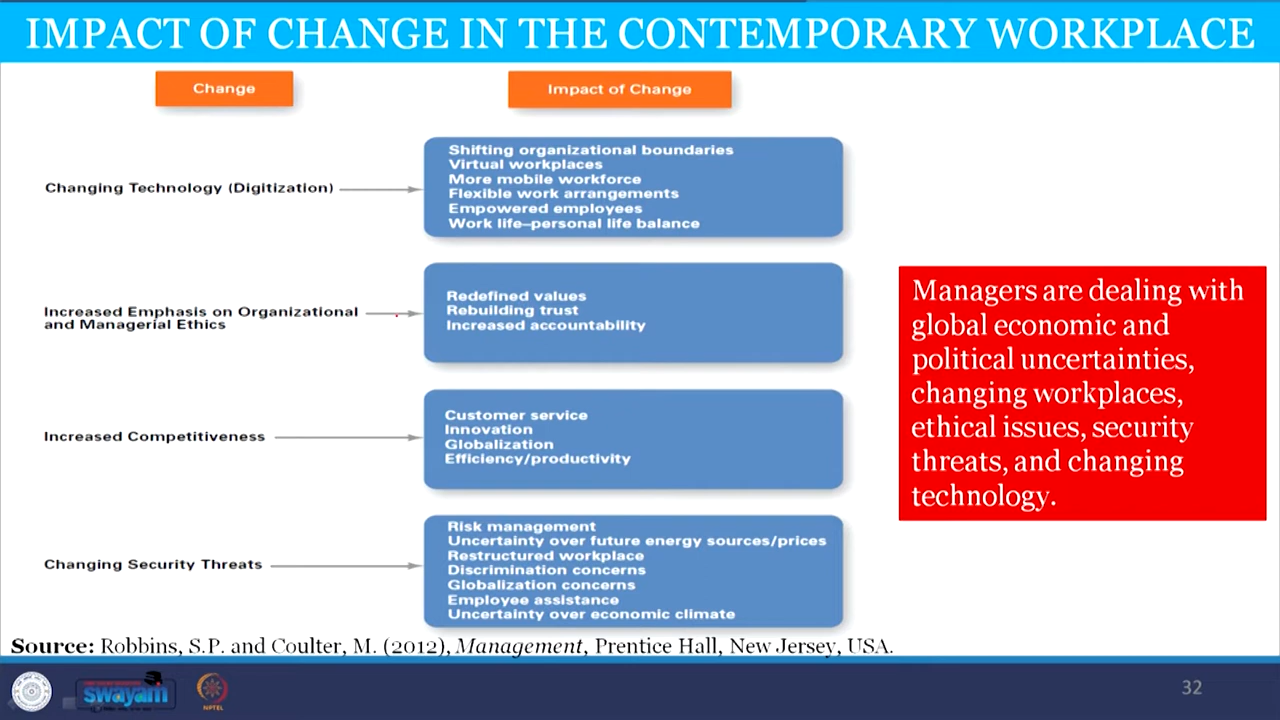 IMPACT OF CHANGE IN THE CONTEMPORARY WORKPLACE
Change
Impact of Change
Changing Technology (Digitization)
Shifting organizational boundaries
Virtual workplaces
More mobile workforce
Flexible work arrangements
Empowered employees
Work life–personal life balance
Increased Emphasis on Organizational
and Managerial Ethics
Redefined values
Rebuilding trust
Increased accountability
Increased Competitiveness
Customer service
Innovation
Globalization
Efficiency/productivity
Changing Security Threats
Risk management
Uncertainty over future energy sources/prices
Restructured workplace
Discrimination concerns
Globalization concerns
Employee assistance
Uncertainty over economic climate
Managers are dealing with
global economic and
political uncertainties,
changing workplaces,
ethical issues, security
threats, and changing
technology.
Source: Robbins, S.P. and Coulter, M. (2012), Management, Prentice Hall, New Jersey, USA.
swayam
NPTEL
32